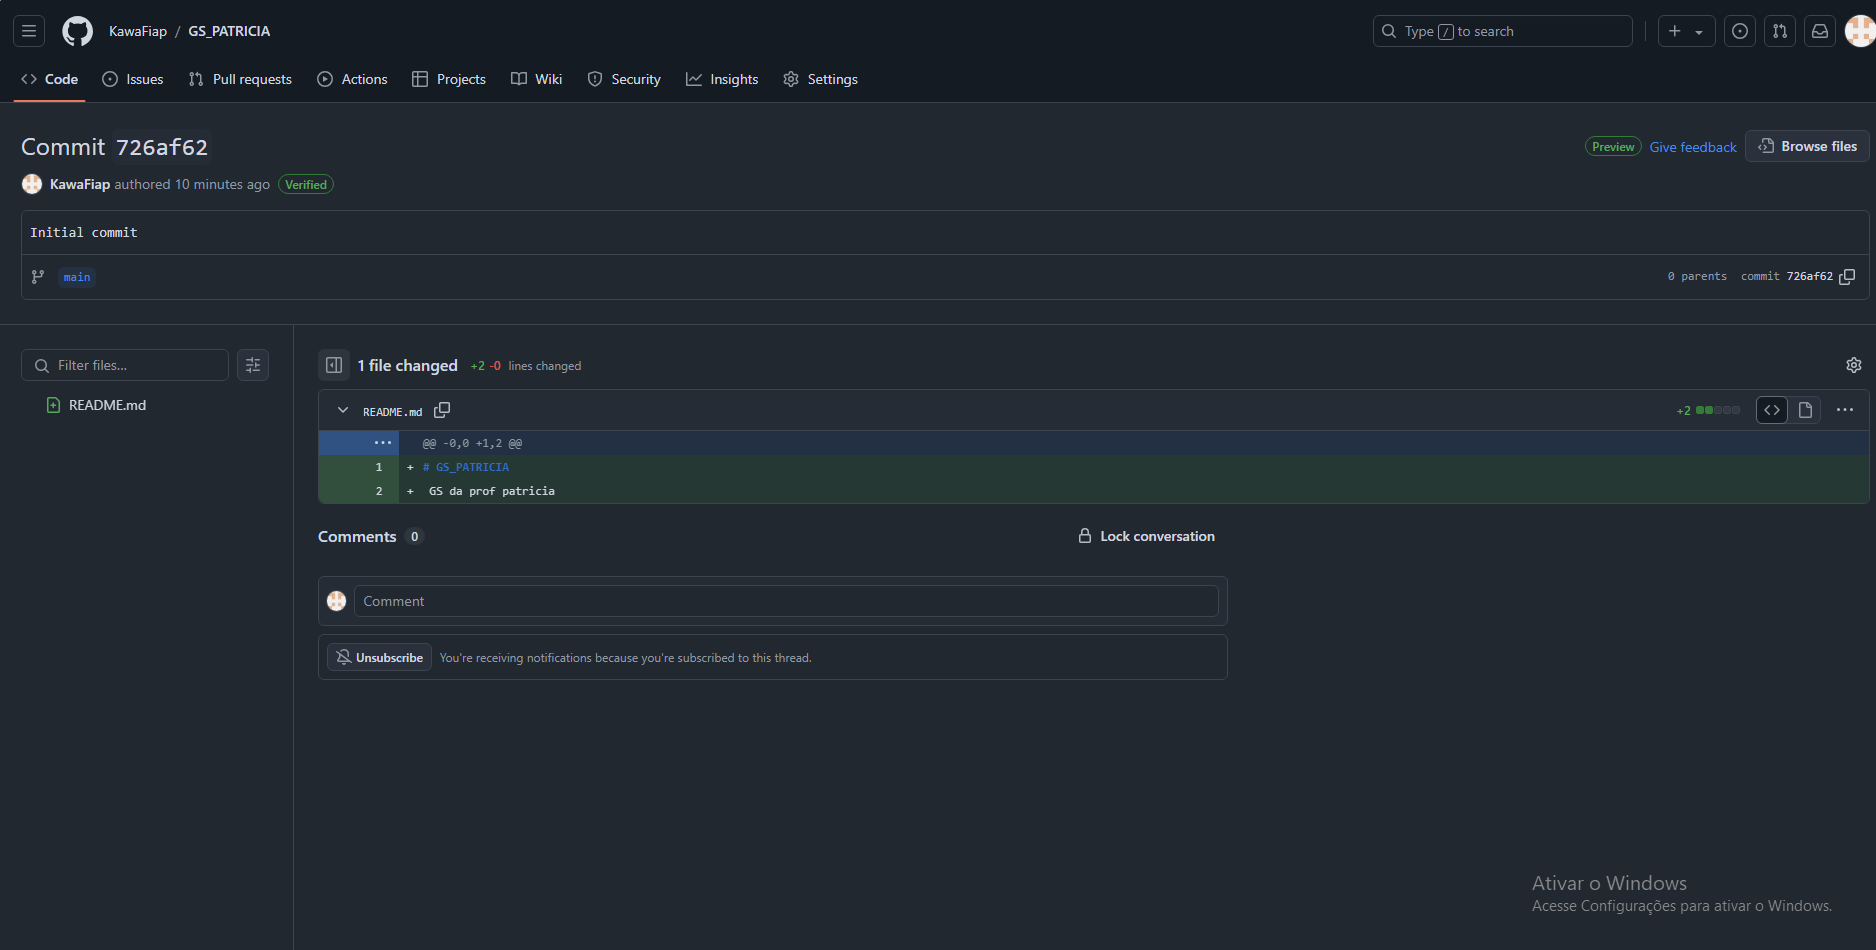 KawaFiap / GS_PATRICIA
Type / to search
Code Issues Pull requests Actions Projects Wiki Security Insights Settings
Commit 726af62
Preview Give feedback Browse files
KawaFiap authored 10 minutes ago Verified
Initial commit
main
0 parents commit 726af62
Filter files...
README.md
1 file changed +2 -0 lines changed
README.md
+2
@@ -0,0 +1,2 @@
1 + # GS_PATRICIA
2 + GS da prof patricia
Comments 0
Lock conversation
Comment
Unsubscribe You're receiving notifications because you're subscribed to this thread.
Ativar o Windows
Acesse Configurações para ativar o Windows.